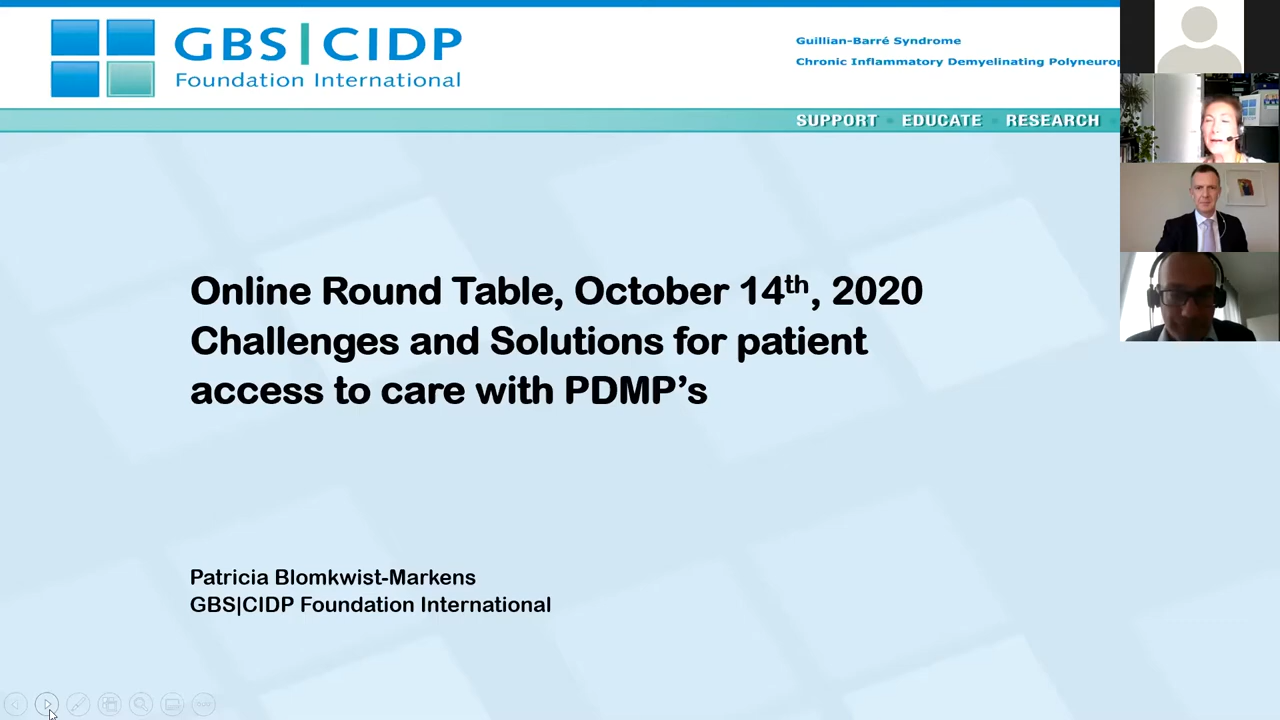 GBS|CIDP
Foundation International
Guillian-Barré Syndrome
Chronic Inflammatory Demyelinating Polyneurop
SUPPORT EDUCATE RESEARCH
Online Round Table, October 14th, 2020
Challenges and Solutions for patient
access to care with PDMP’s
Patricia Blomkwist-Markens
GBS|CIDP Foundation International